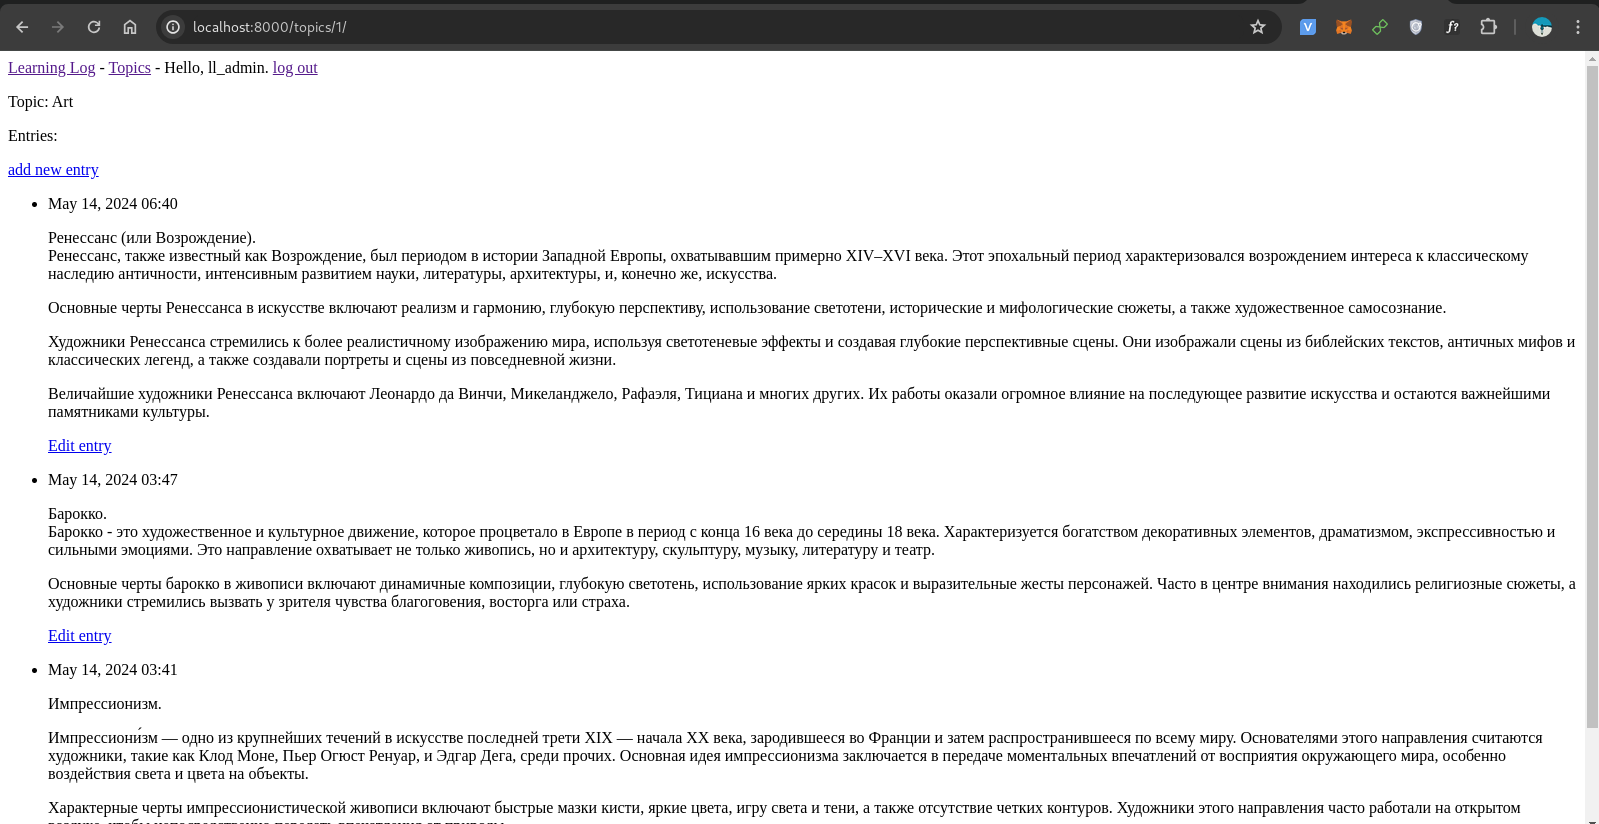 localhost:8000/topics/1/
Learning Log - Topics - Hello, ll_admin. log out
Topic: Art
Entries:
add new entry
May 14, 2024 06:40
Ренессанс (или Возрождение).
Ренессанс, также известный как Возрождение, был периодом в истории Западной Европы, охватывавшим примерно XIV–XVI века. Этот эпохальный период характеризовался возрождением интереса к классическому
наследию античности, интенсивным развитием науки, литературы, архитектуры, и, конечно же, искусства.
Основные черты Ренессанса в искусстве включают реализм и гармонию, глубокую перспективу, использование светотени, исторические и мифологические сюжеты, а также художественное самосознание.
Художники Ренессанса стремились к более реалистичному изображению мира, используя светотеневые эффекты и создавая глубокие перспективные сцены. Они изображали сцены из библейских текстов, античных мифов и
классических легенд, а также создавали портреты и сцены из повседневной жизни.
Величайшие художники Ренессанса включают Леонардо да Винчи, Микеланджело, Рафаэля, Тициана и многих других. Их работы оказали огромное влияние на последующее развитие искусства и остаются важнейшими
памятниками культуры.
Edit entry
May 14, 2024 03:47
Барокко.
Барокко - это художественное и культурное движение, которое процветало в Европе в период с конца 16 века до середины 18 века. Характеризуется богатством декоративных элементов, драматизмом, экспрессивностью и
сильными эмоциями. Это направление охватывает не только живопись, но и архитектуру, скульптуру, музыку, литературу и театр.
Основные черты барокко в живописи включают динамичные композиции, глубокую светотень, использование ярких красок и выразительные жесты персонажей. Часто в центре внимания находились религиозные сюжеты, а
художники стремились вызвать у зрителя чувства благоговения, восторга или страха.
Edit entry
May 14, 2024 03:41
Импрессионизм.
Импрессиони́зм — одно из крупнейших течений в искусстве последней трети XIX — начала XX века, зародившееся во Франции и затем распространившееся по всему миру. Основателями этого направления считаются
художники, такие как Клод Моне, Пьер Огюст Ренуар, и Эдгар Дега, среди прочих. Основная идея импрессионизма заключается в передаче моментальных впечатлений от восприятия окружающего мира, особенно
воздействия света и цвета на объекты.
Характерные черты импрессионистической живописи включают быстрые мазки кисти, яркие цвета, игру света и тени, а также отсутствие четких контуров. Художники этого направления часто работали на открытом